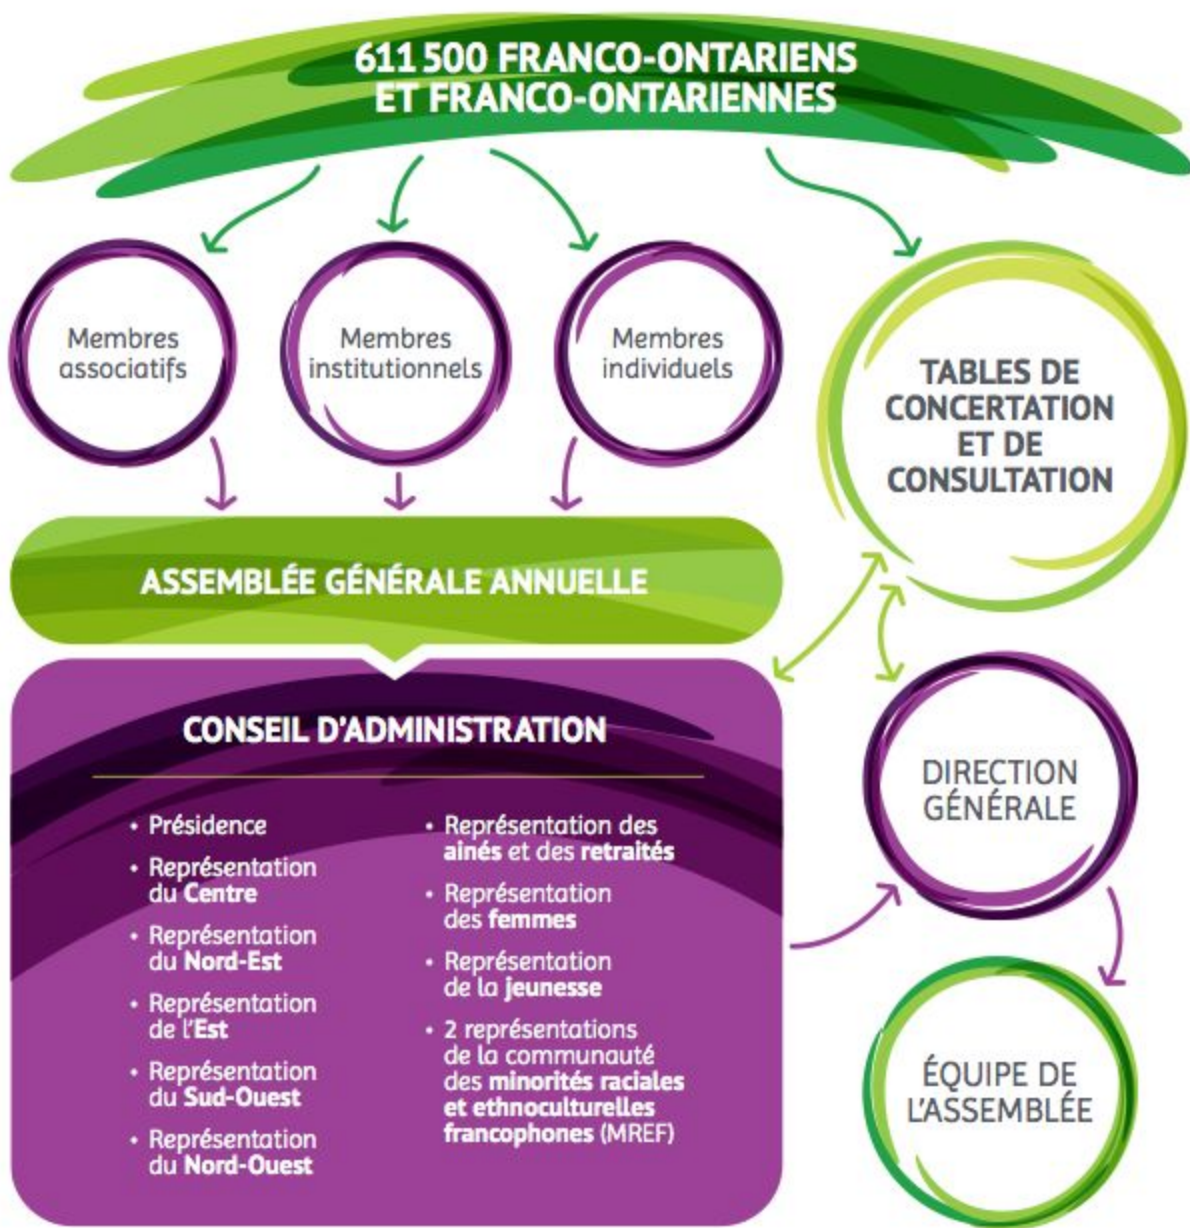 611 500 FRANCO-ONTARIENS
ET FRANCO-ONTARIENNES
Membres
associatifs
Membres
institutionnels
Membres
individuels
TABLES DE
CONCERTATION
ET DE
CONSULTATION
ASSEMBLÉE GÉNÉRALE ANNUELLE
CONSEIL D'ADMINISTRATION
• Présidence
• Représentation
du Centre
• Représentation
du Nord-Est
• Représentation
de l'Est
• Représentation
du Sud-Ouest
• Représentation
du Nord-Ouest
• Représentation des
ainés et des retraités
• Représentation
des femmes
• Représentation
de la jeunesse
• 2 représentations
de la communauté
des minorités raciales
et ethnoculturelles
francophones (MREF)
DIRECTION
GÉNÉRALE
ÉQUIPE DE
L'ASSEMBLÉE